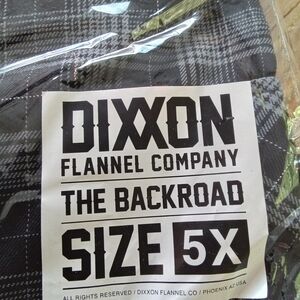 DIXXON
FLANNEL COMPANY
THE BACKROAD
SIZE 5X
ALL RIGHTS RESERVED / DIXXON FLANNEL CO / PHOENIX AZ USA